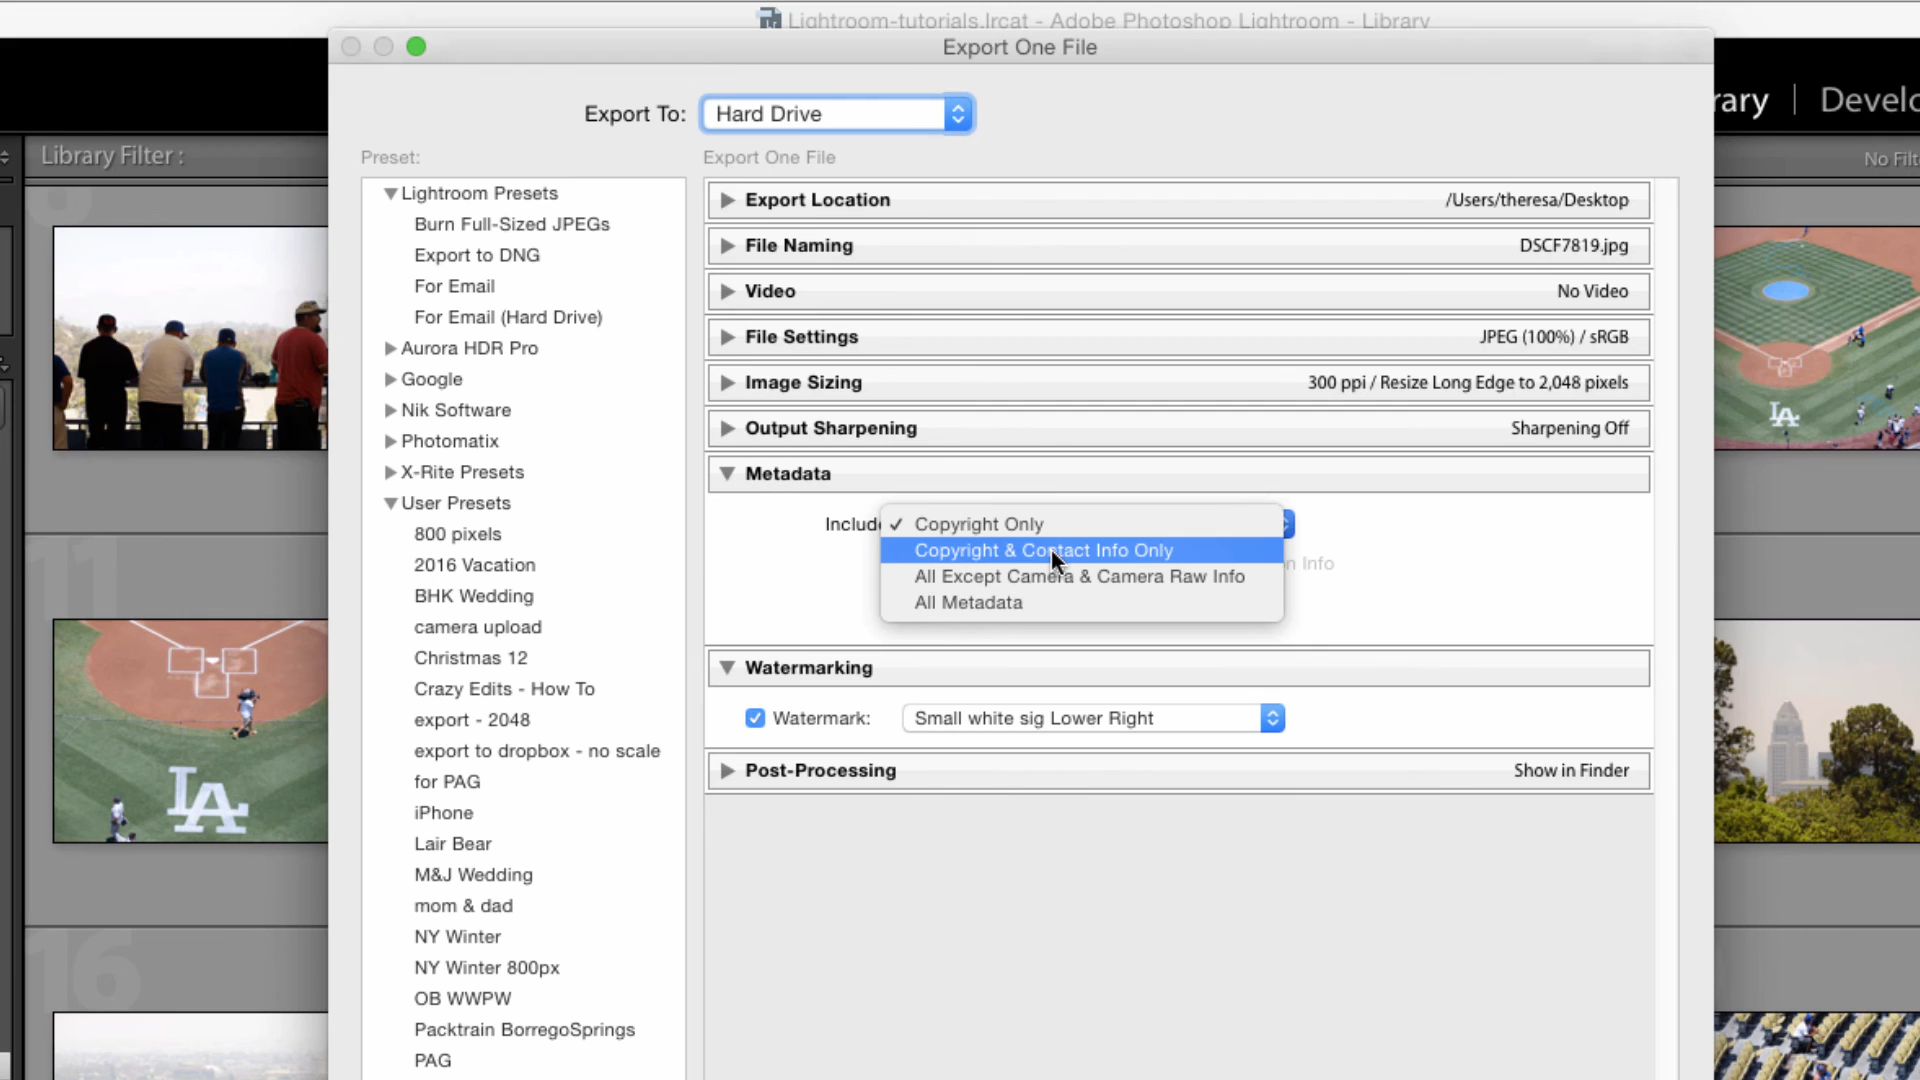 Lightroom-tutorials.lrcat - Adobe Photoshop Lightroom - Library
Export One File
rary | Develo
Export To: Hard Drive
Library Filter :
No Filt
Preset:
Export One File
Lightroom Presets
Burn Full-Sized JPEGs
Export to DNG
For Email
For Email (Hard Drive)
Aurora HDR Pro
Google
Nik Software
Photomatix
X-Rite Presets
User Presets
800 pixels
2016 Vacation
BHK Wedding
camera upload
Christmas 12
Crazy Edits - How To
export - 2048
export to dropbox - no scale
for PAG
iPhone
Lair Bear
M&J Wedding
mom & dad
NY Winter
NY Winter 800px
OB WWPW
Packtrain BorregoSprings
PAG
Export Location /Users/theresa/Desktop
File Naming DSCF7819.jpg
Video No Video
File Settings JPEG (100%) / sRGB
Image Sizing 300 ppi / Resize Long Edge to 2,048 pixels
Output Sharpening Sharpening Off
Metadata
Includ ✓ Copyright Only
Copyright & Contact Info Only
n Info
All Except Camera & Camera Raw Info
All Metadata
Watermarking
Watermark: Small white sig Lower Right
Post-Processing Show in Finder
11
16
LA
LA